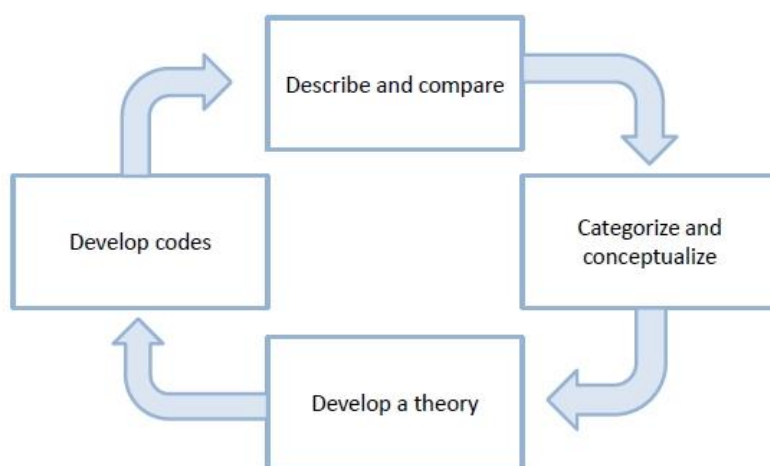 Describe and compare
Develop codes
Categorize and
conceptualize
Develop a theory